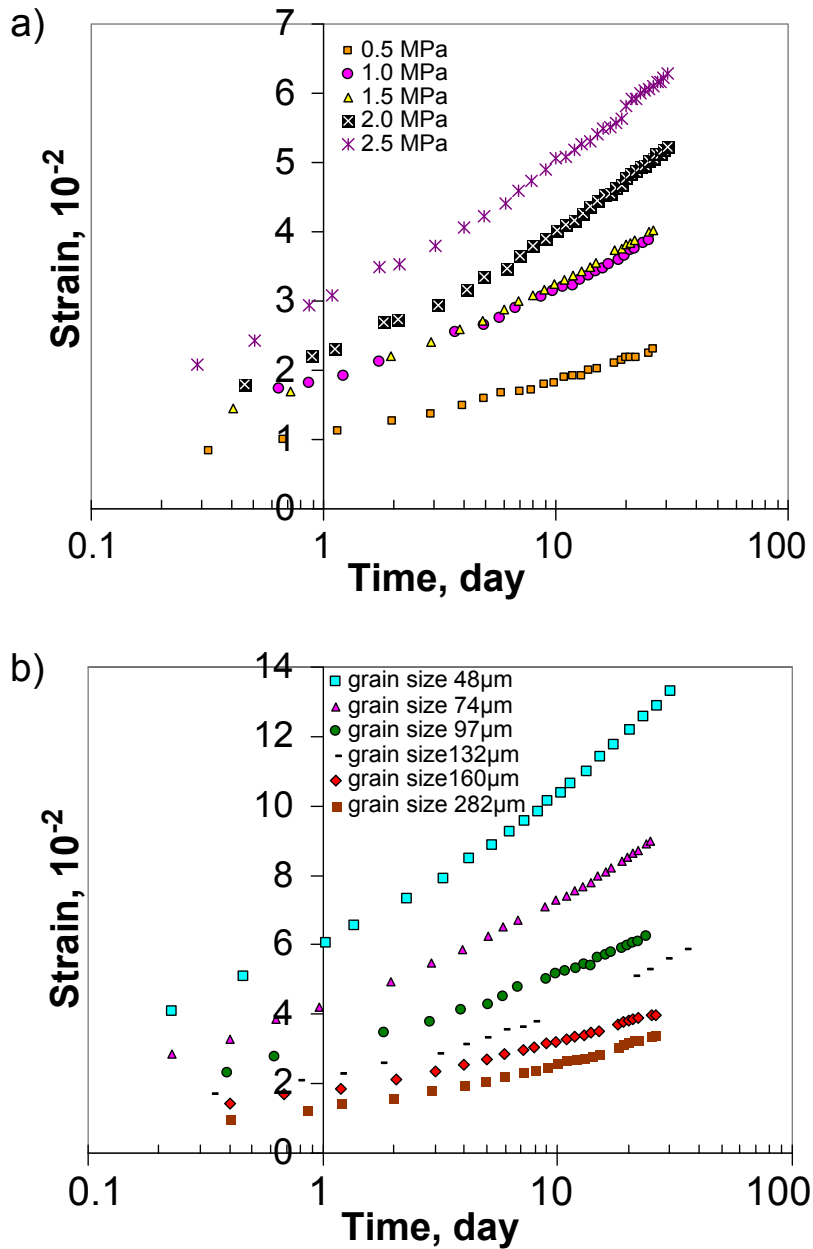 a)
7
0.5 MPa
1.0 MPa
6
1.5 MPa
2.0 MPa
5
2.5 MPa
4
3
2
1
0
Strain, 10-2
0.1
1
10
100
Time, day
b)
14
grain size 48μm
grain size 74μm
12
grain size 97μm
grain size132μm
grain size160μm
10
grain size 282μm
8
6
4
2
0
Strain, 10-2
0.1
1
10
100
Time, day